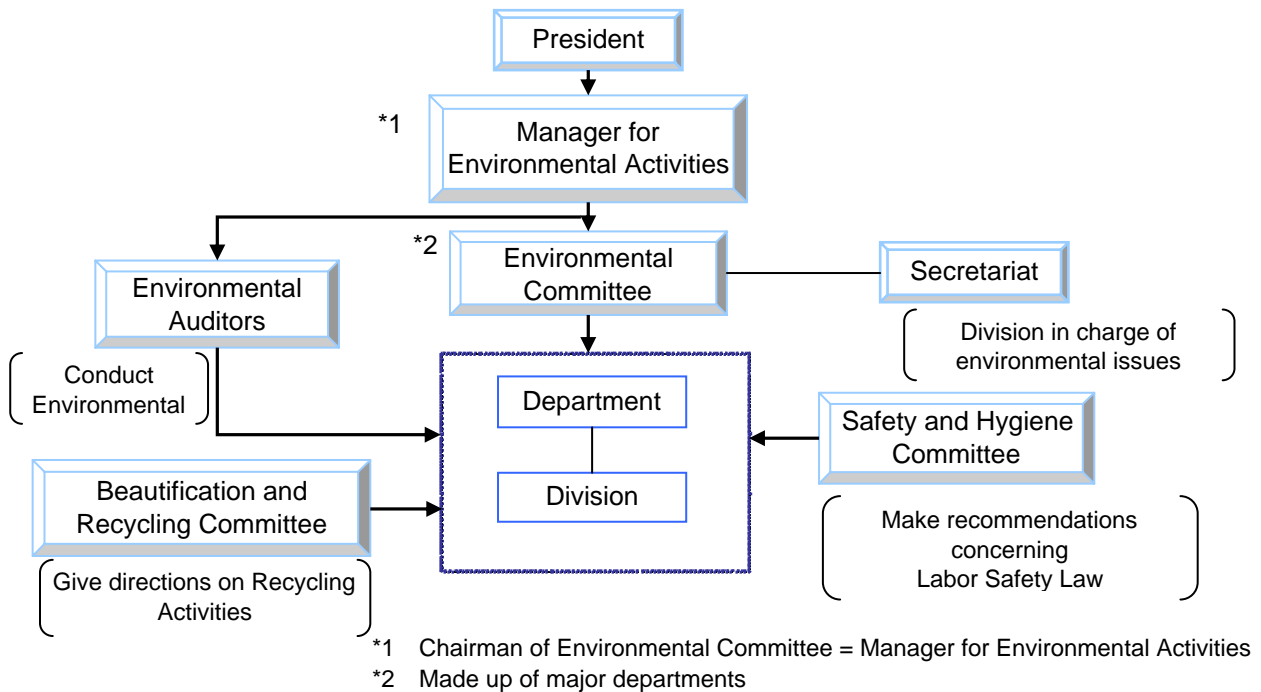 President
*1
Manager for
Environmental Activities
*2
Environmental
Committee
Secretariat
Environmental
Auditors
Division in charge of
environmental issues
Conduct
Environmental
Department
Safety and Hygiene
Committee
Beautification and
Recycling Committee
Division
Make recommendations
concerning
Labor Safety Law
Give directions on Recycling
Activities
*1 Chairman of Environmental Committee = Manager for Environmental Activities
*2 Made up of major departments